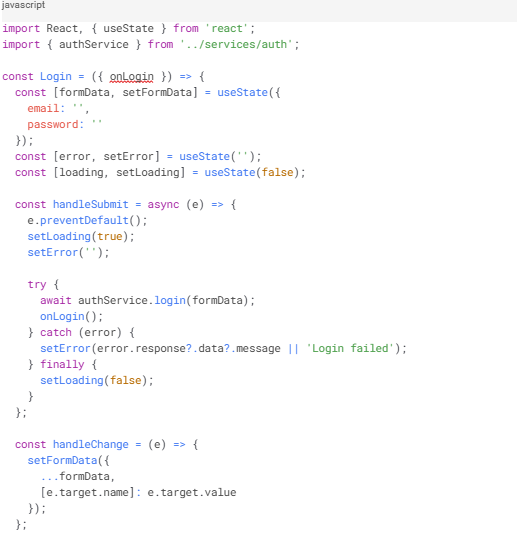 javascript
import React, { useState } from 'react';
import { authService } from '../services/auth';
const Login = ({ onLogin }) => {
  const [formData, setFormData] = useState({
    email: '',
    password: ''
  });
  const [error, setError] = useState('');
  const [loading, setLoading] = useState(false);
  const handleSubmit = async (e) => {
    e.preventDefault();
    setLoading(true);
    setError('');
    try {
      await authService.login(formData);
      onLogin();
    } catch (error) {
      setError(error.response?.data?.message || 'Login failed');
    } finally {
      setLoading(false);
    }
  };
  const handleChange = (e) => {
    setFormData({
      ...formData,
      [e.target.name]: e.target.value
    });
  };